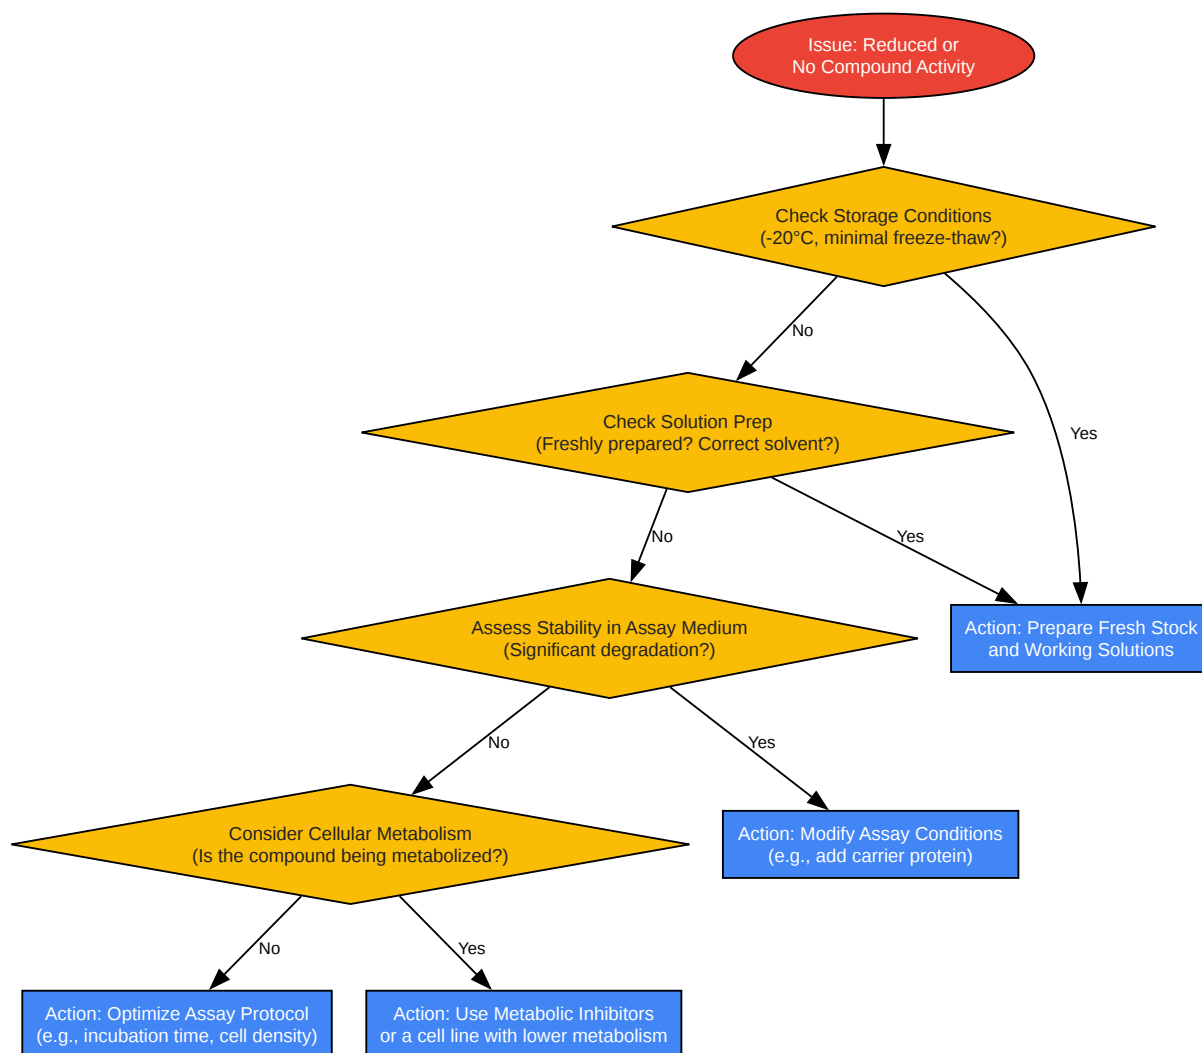 Issue: Reduced or
No Compound Activity
Check Storage Conditions
(-20°C, minimal freeze-thaw?)
No
Yes
Check Solution Prep
(Freshly prepared? Correct solvent?)
No
Yes
Action: Prepare Fresh Stock
and Working Solutions
Assess Stability in Assay Medium
(Significant degradation?)
No
Yes
Action: Modify Assay Conditions
(e.g., add carrier protein)
Consider Cellular Metabolism
(Is the compound being metabolized?)
No
Yes
Action: Optimize Assay Protocol
(e.g., incubation time, cell density)
Action: Use Metabolic Inhibitors
or a cell line with lower metabolism